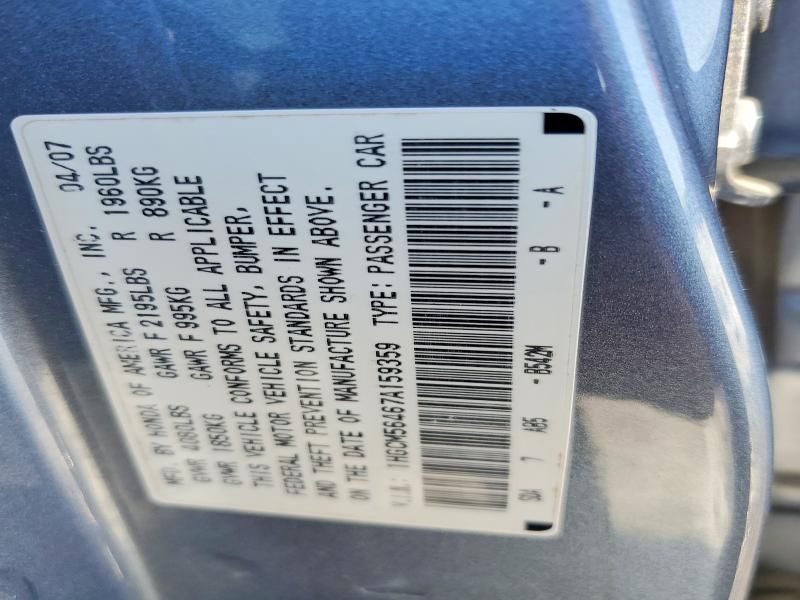 MFD. BY HONDA OF AMERICA MFG., INC. 04/07
GVWR 4080LBS GAWR F 2195LBS R 1960LBS
GVWR 1850KG GAWR F 995KG R 890KG
THIS VEHICLE CONFORMS TO ALL APPLICABLE
FEDERAL MOTOR VEHICLE SAFETY, BUMPER,
AND THEFT PREVENTION STANDARDS IN EFFECT
ON THE DATE OF MANUFACTURE SHOWN ABOVE.
V.I.N.: 1HGCM56467A159359 TYPE: PASSENGER CAR
SDA 7 A05 -B542M -B -A